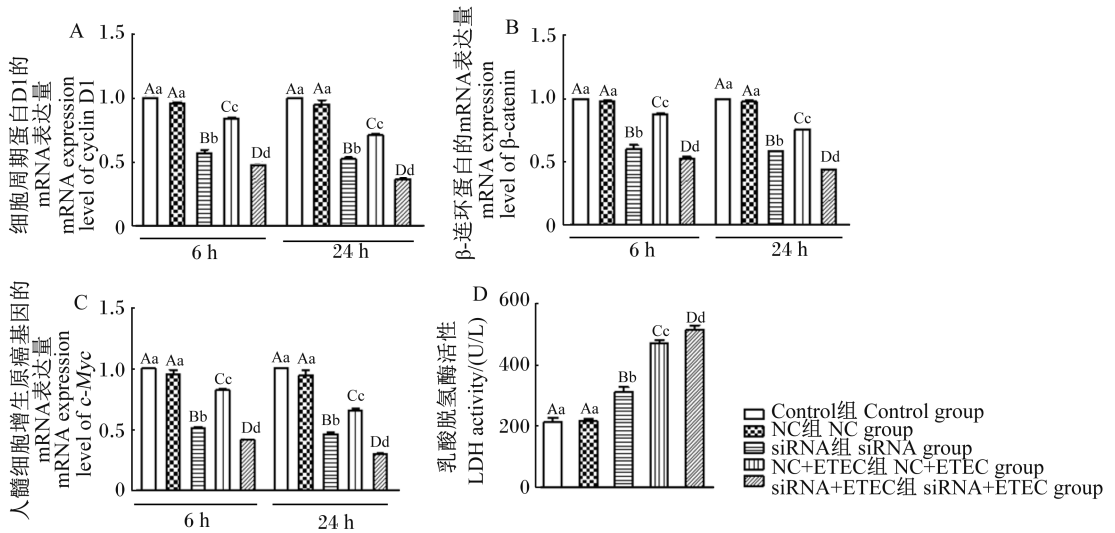 A
细胞周期蛋白D1的
mRNA表达量
mRNA expression
level of cyclin D1
1.5
1.0
0.5
0
Aa Aa Bb Cc Dd
Aa Aa Bb Cc Dd
6 h
24 h
B
β-连环蛋白的mRNA表达量
mRNA expression
level of β-catenin
1.5
1.0
0.5
0
Aa Aa Bb Cc Dd
Aa Aa Bb Cc Dd
6 h
24 h
C
人髓细胞增生原癌基因的
mRNA表达量
mRNA expression
level of c-Myc
1.5
1.0
0.5
0
Aa Aa Bb Cc Dd
Aa Aa Bb Cc Dd
6 h
24 h
D
乳酸脱氢酶活性
LDH activity/(U/L)
600
400
200
0
Aa Aa Bb Cc Dd
Control组 Control group
NC组 NC group
siRNA组 siRNA group
NC+ETEC组 NC+ETEC group
siRNA+ETEC组 siRNA+ETEC group